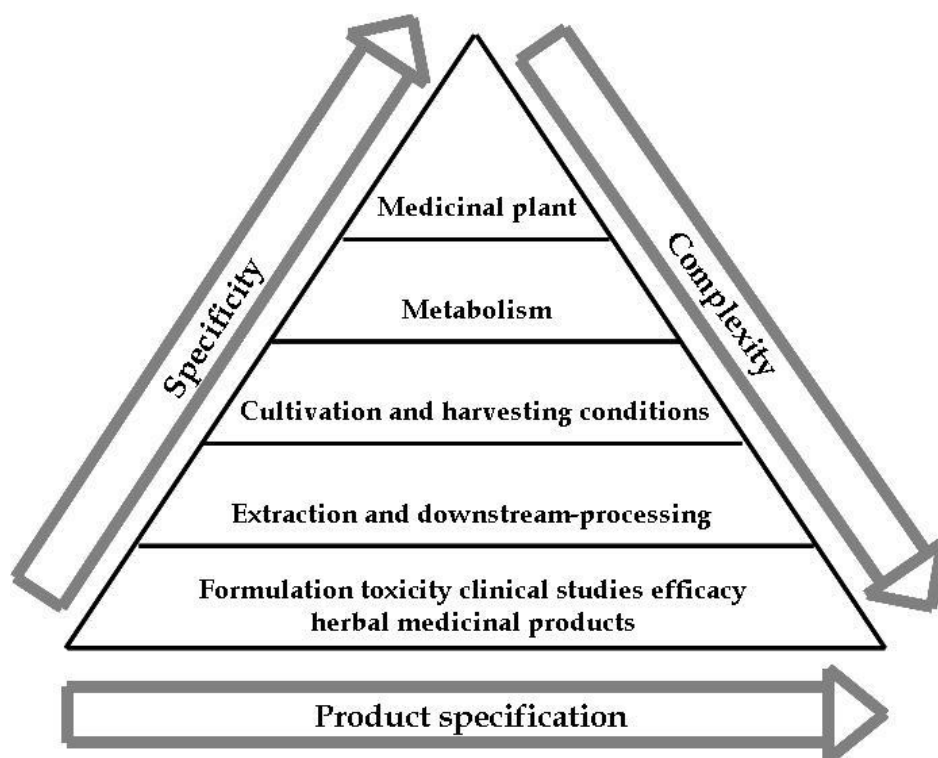 Specificity
Complexity
Medicinal plant
Metabolism
Cultivation and harvesting conditions
Extraction and downstream-processing
Formulation toxicity clinical studies efficacy
herbal medicinal products
Product specification